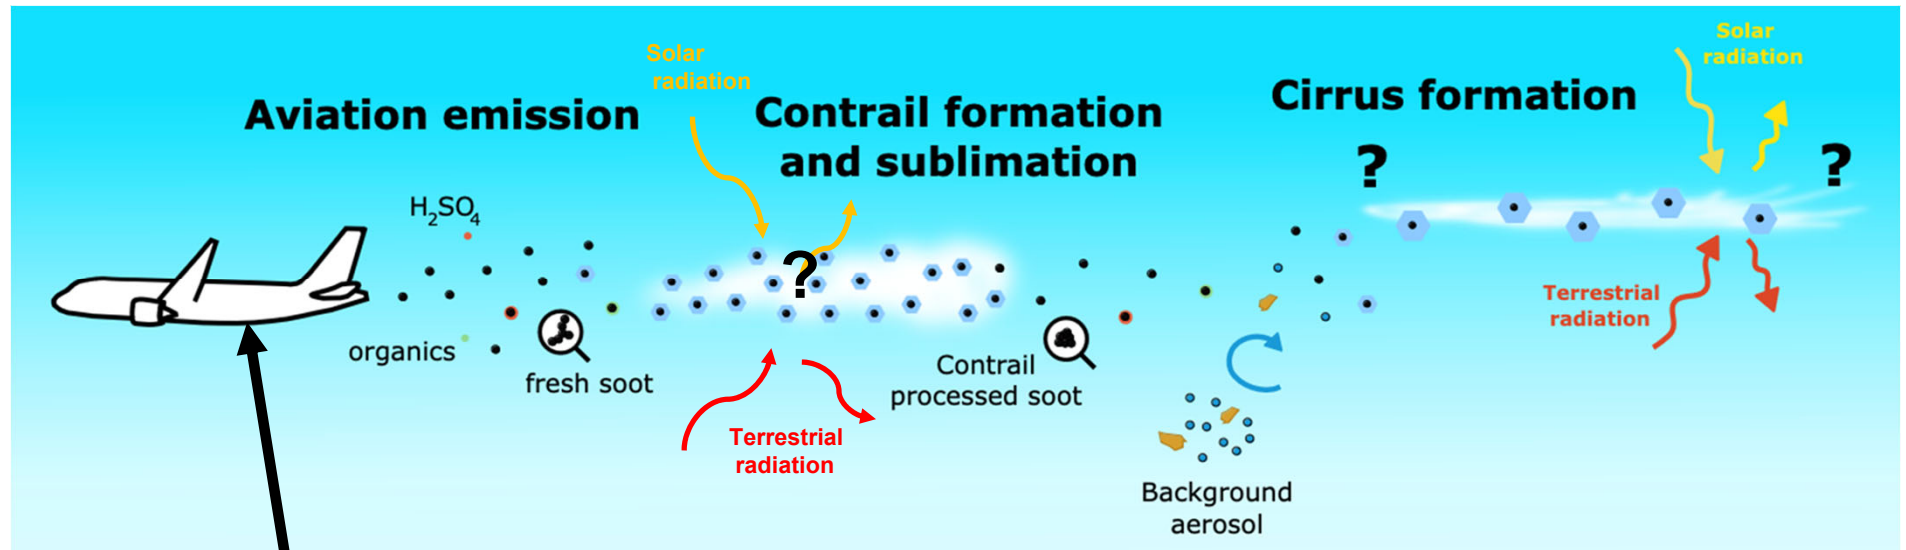 Aviation emission
Solar
radiation
Contrail formation
and sublimation
Cirrus formation
Solar
radiation
?
?
H₂SO₄
?
organics
fresh soot
Contrail
processed soot
Terrestrial
radiation
Terrestrial
radiation
Background
aerosol